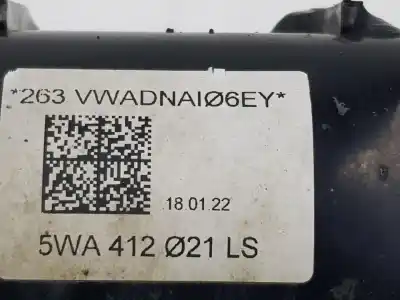 *263 VWADNAIØ6EY*
18.01.22
5WA 412 Ø21 LS